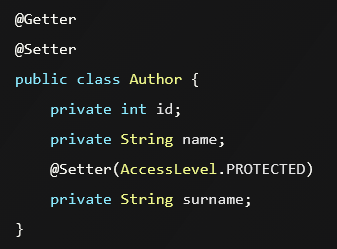 @Getter
@Setter
public class Author {
    private int id;
    private String name;
    @Setter(AccessLevel.PROTECTED)
    private String surname;
}